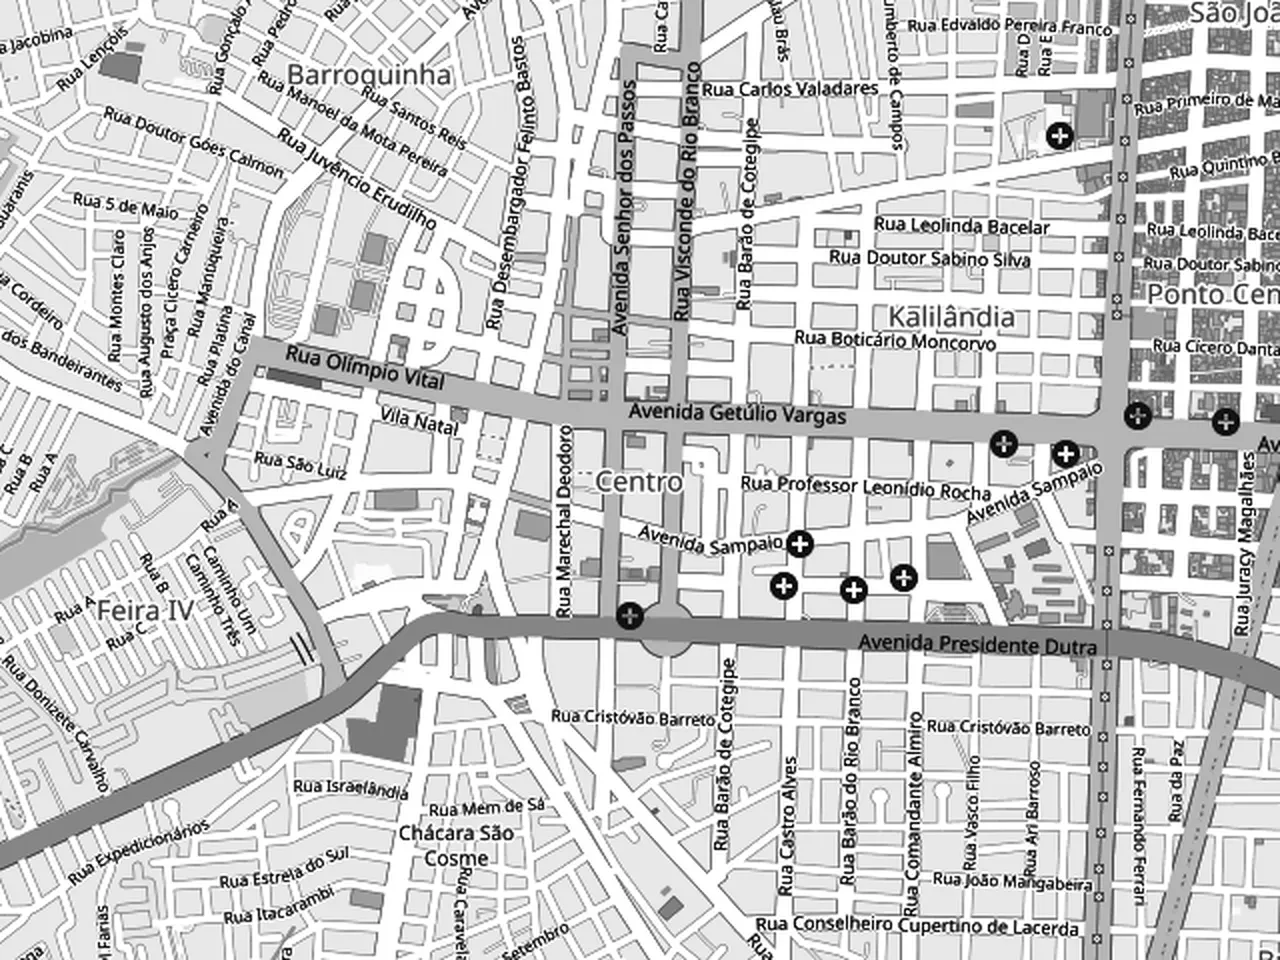 Rua Edvaldo Pereira Franco
São Joã
a Jacobina
Rua Lençóis
Barroquinha
Rua Carlos Valadares
Rua Primeiro de Ma
Rua Santos Reis
Rua Manoel da Mota Pereira
Rua Doutor Góes Calmon
Rua Juvêncio Erudilho
Rua Desembargador Felinto Bastos
Avenida Senhor dos Passos
Rua Visconde do Rio Branco
Rua Barão de Cotegipe
umberto de Campos
Rua Quintino B
Rua 5 de Maio
Rua Leolinda Bacelar
Rua Leolinda Bace
Rua Doutor Sabino Silva
Rua Doutor Sabino
Rua Montes Claro
Rua Augusto dos Anjos
Praça Cícero Carneiro
Rua Mantiqueira
Rua Platina
Avenida do Canal
a Cordeiro
dos Bandeirantes
Kalilândia
Ponto Cen
Rua Boticário Moncorvo
Rua Cícero Danta
Rua Olímpio Vital
Avenida Getúlio Vargas
Av
Vila Natal
Rua São Luiz
Rua Marechal Deodoro
Centro
Rua Professor Leonídio Rocha
Avenida Sampaio
Avenida Sampaio
Rua Juracy Magalhães
Rua B
Rua A
Rua A
Rua B
Caminho Um
Caminho Três
Rua A
Feira IV
Rua C
Avenida Presidente Dutra
Rua Donizete Carvalho
Rua Cristóvão Barreto
Rua Cristóvão Barreto
Rua Barão de Cotegipe
Rua Castro Alves
Rua Barão do Rio Branco
Rua Comandante Almiro
Rua Vasco Filho
Rua Ari Barroso
Rua Fernando Ferrari
Rua da Paz
Rua Israelândia
Rua Mem de Sá
Chácara São
Cosme
Rua Expedicionários
Rua Estrela do Sul
Rua Itacarambi
Rua Caravela
Setembro
Rua João Mangabeira
Rua Conselheiro Cupertino de Lacerda
Rua